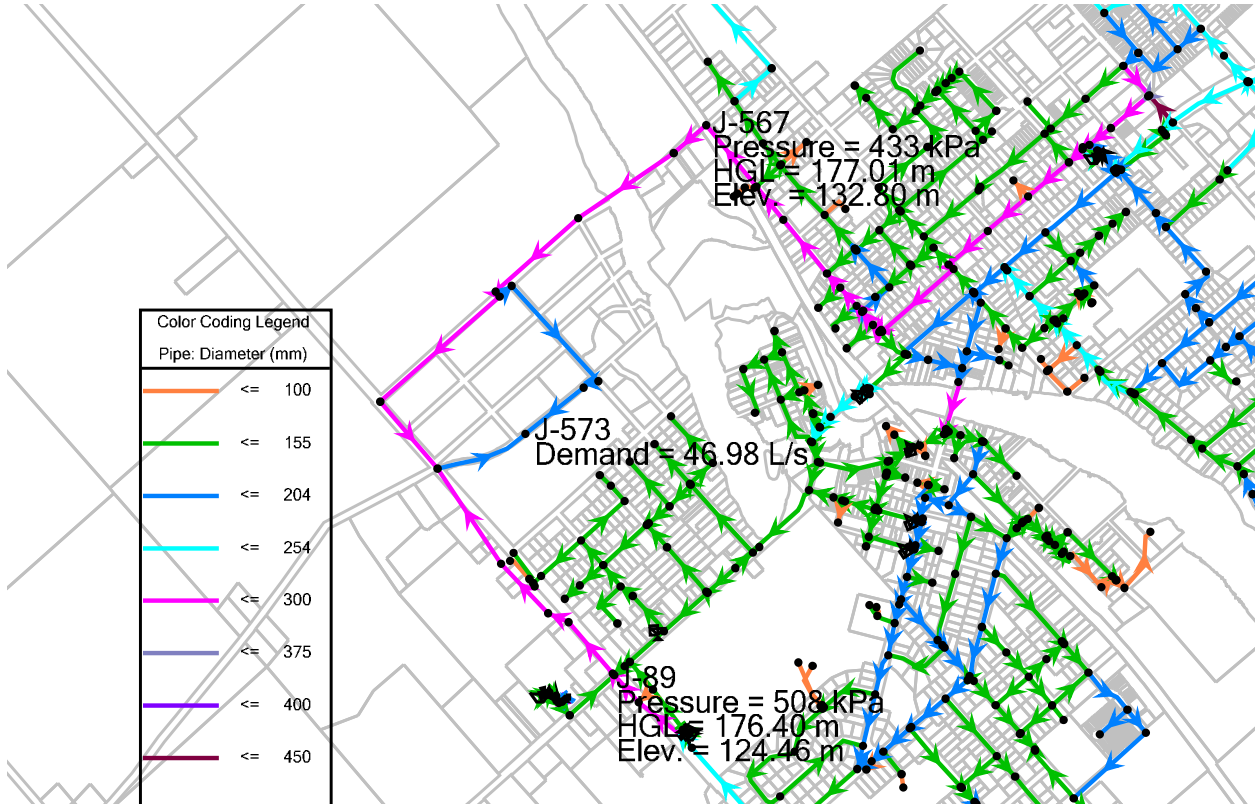 J-567
Pressure = 433 kPa
HGL = 177.01 m
Elev. = 132.80 m
Color Coding Legend
Pipe: Diameter (mm)
<= 100
<= 155
<= 204
<= 254
<= 300
<= 375
<= 400
<= 450
J-573
Demand = 46.98 L/s
J-89
Pressure = 508 kPa
HGL = 176.40 m
Elev. = 124.46 m